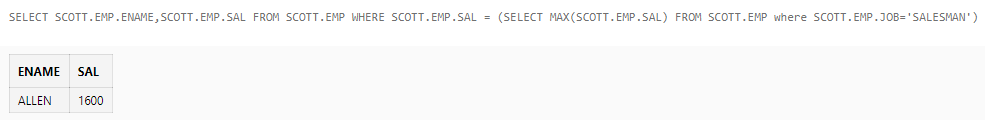 SELECT SCOTT.EMP.ENAME,SCOTT.EMP.SAL FROM SCOTT.EMP WHERE SCOTT.EMP.SAL = (SELECT MAX(SCOTT.EMP.SAL) FROM SCOTT.EMP where SCOTT.EMP.JOB='SALESMAN')
ENAME SAL
ALLEN 1600